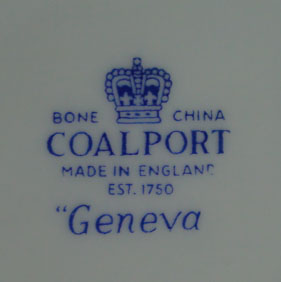 BONE CHINA
COALPORT
MADE IN ENGLAND
EST. 1750
"Geneva